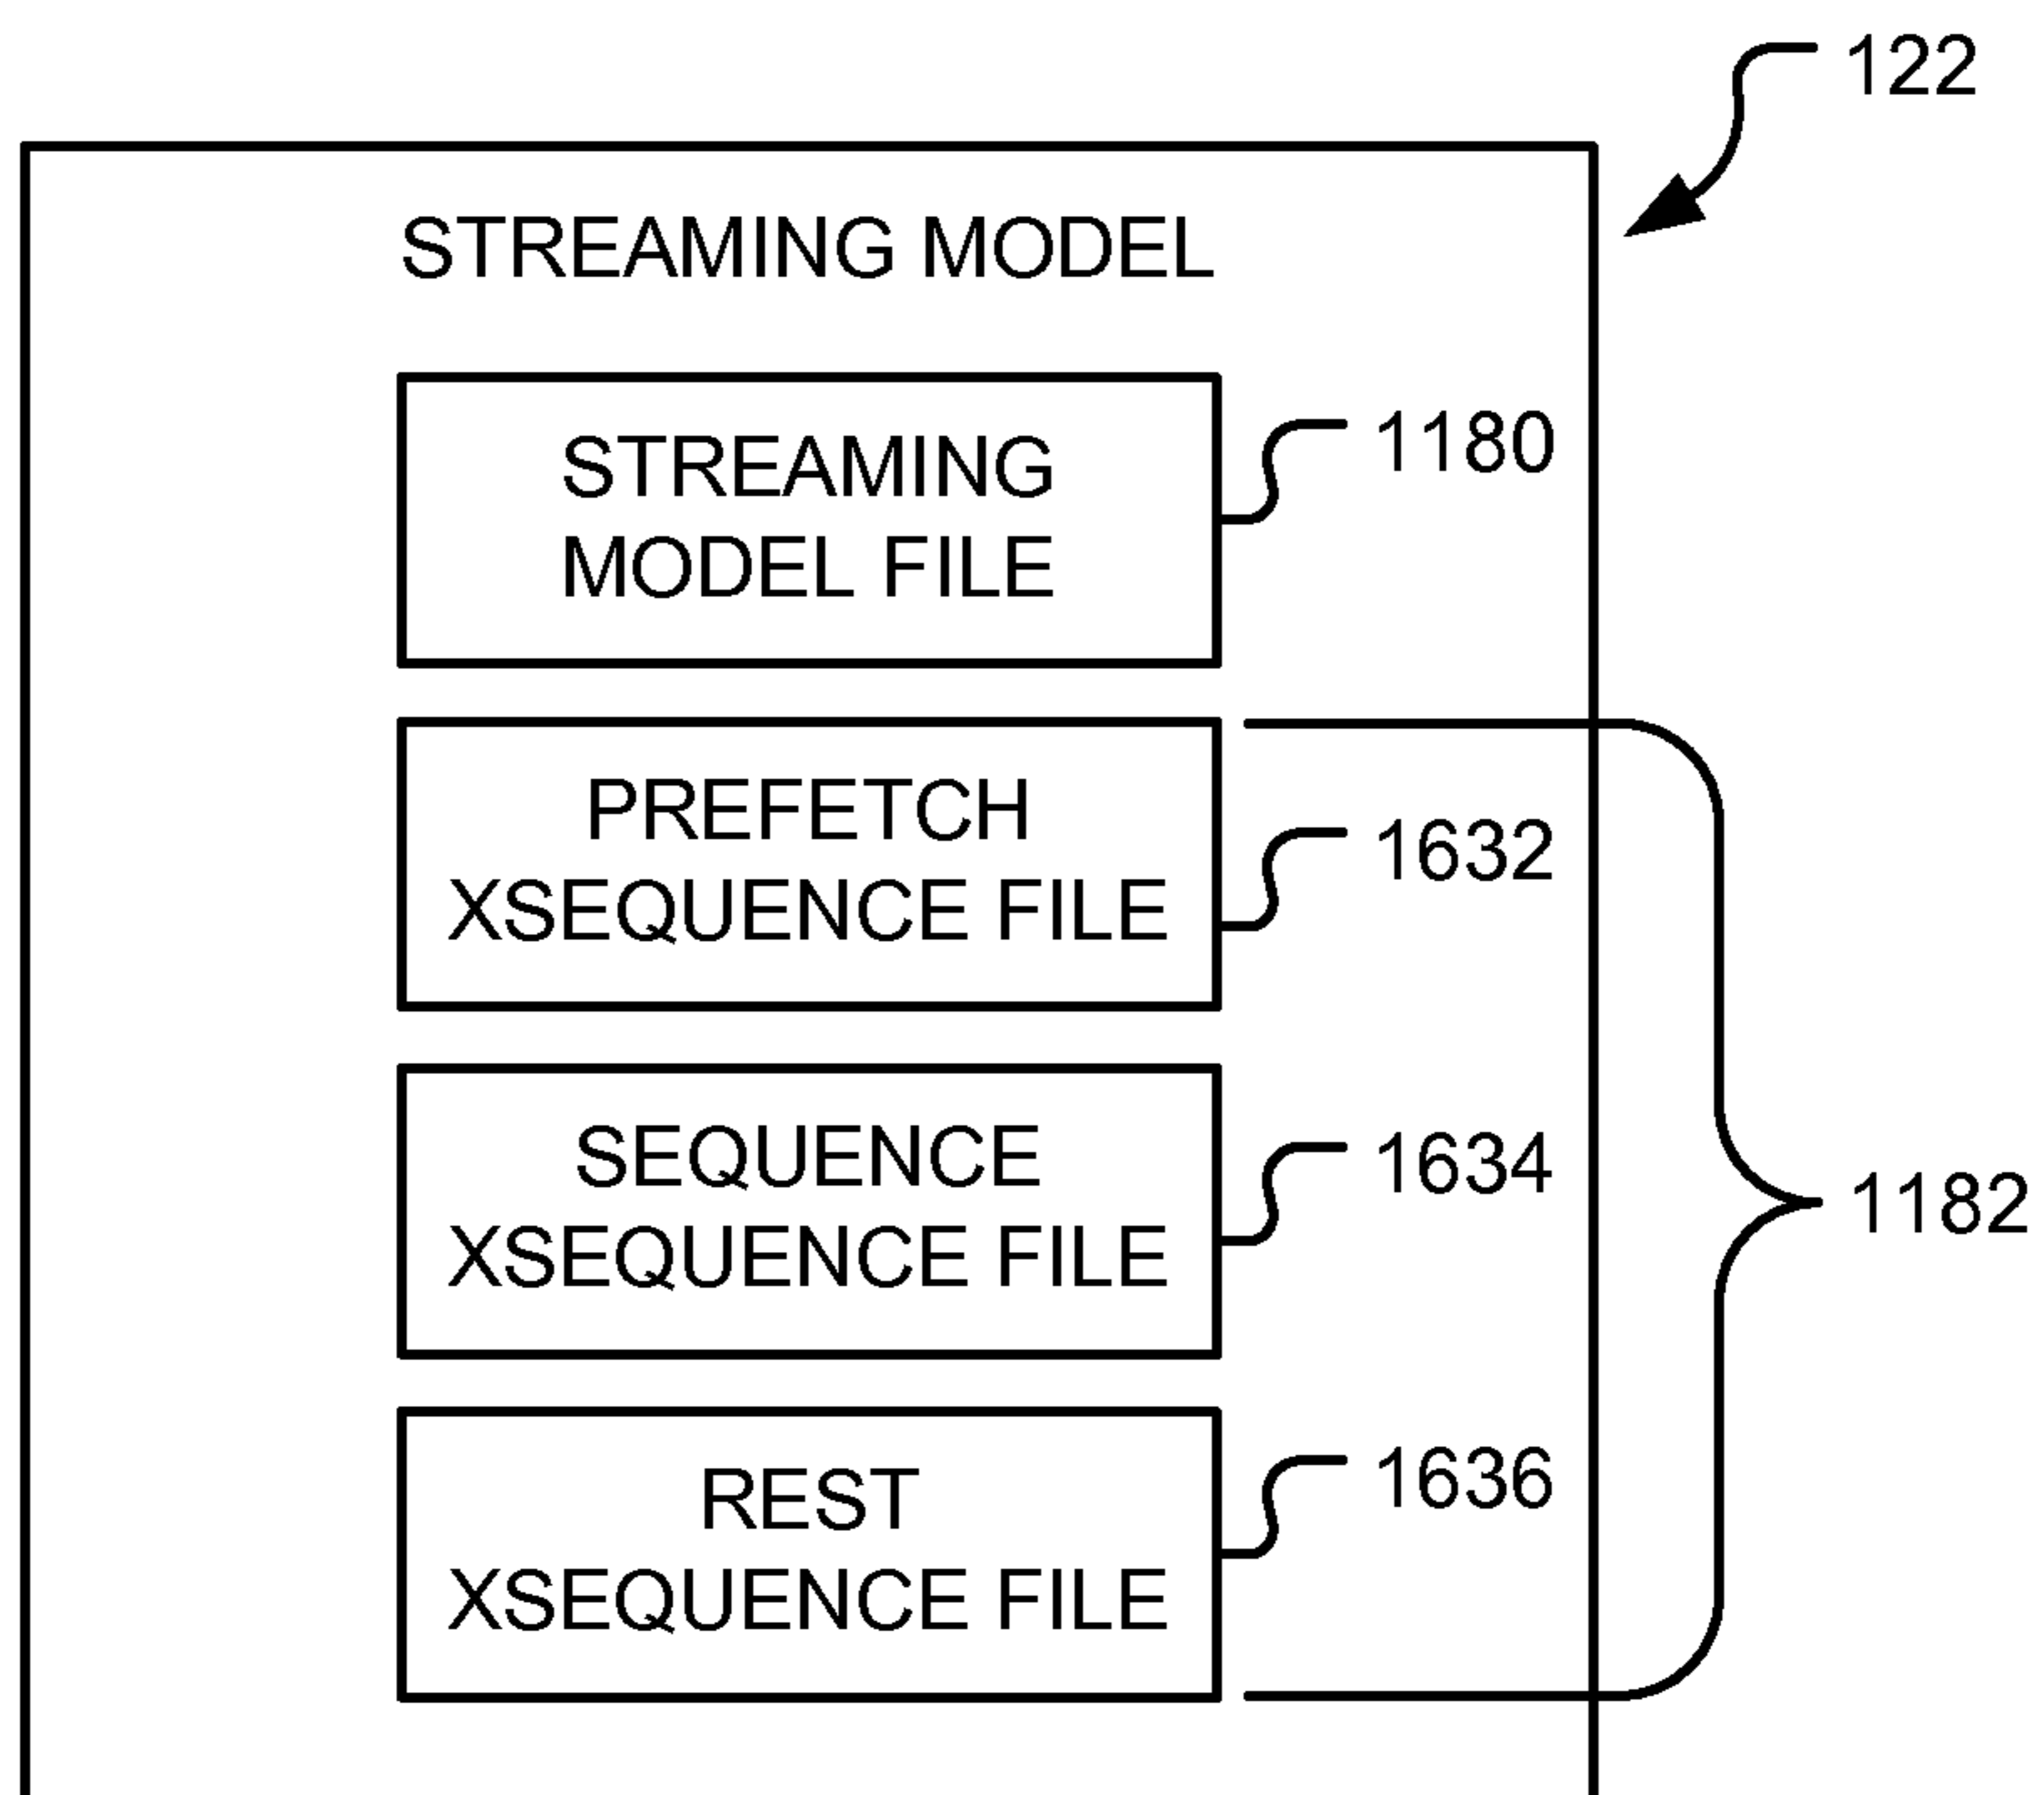 122
STREAMING MODEL
STREAMING
MODEL FILE
1180
PREFETCH
XSEQUENCE FILE
1632
SEQUENCE
XSEQUENCE FILE
1634
1182
REST
XSEQUENCE FILE
1636